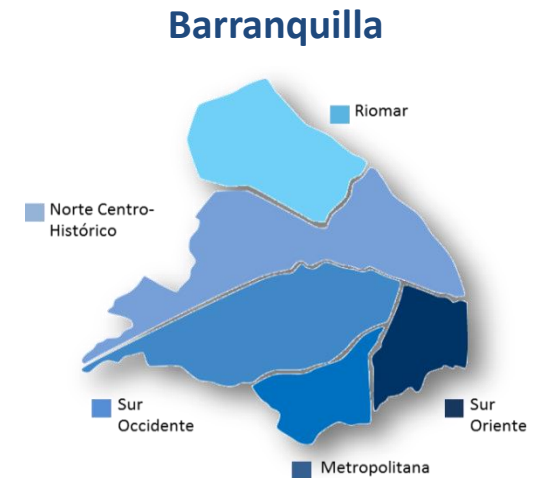 Barranquilla
Riomar
Norte Centro-
Histórico
Sur
Occidente
Sur
Oriente
Metropolitana